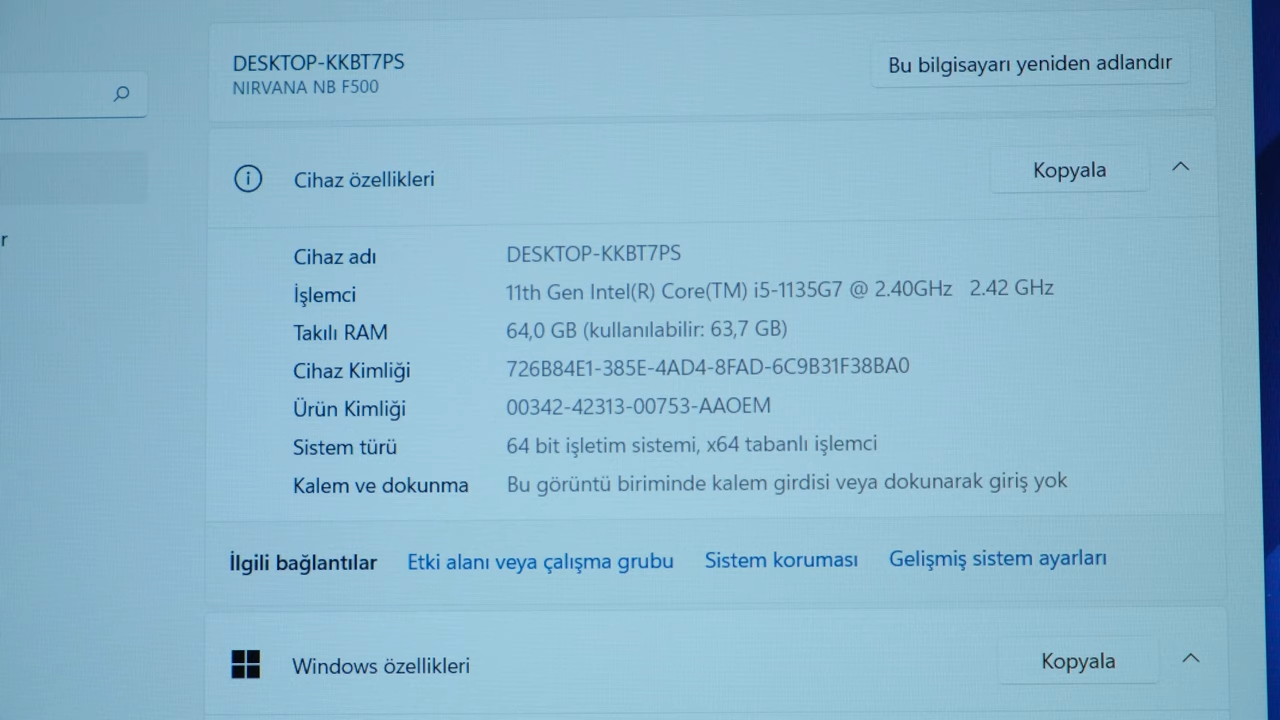 DESKTOP-KKBT7PS
NIRVANA NB F500
Bu bilgisayarı yeniden adlandır
Cihaz özellikleri
Kopyala
Cihaz adı DESKTOP-KKBT7PS
İşlemci 11th Gen Intel(R) Core(TM) i5-1135G7 @ 2.40GHz 2.42 GHz
Takılı RAM 64,0 GB (kullanılabilir: 63,7 GB)
Cihaz Kimliği 726B84E1-385E-4AD4-8FAD-6C9B31F38BA0
Ürün Kimliği 00342-42313-00753-AAOEM
Sistem türü 64 bit işletim sistemi, x64 tabanlı işlemci
Kalem ve dokunma Bu görüntü biriminde kalem girdisi veya dokunarak giriş yok
İlgili bağlantılar Etki alanı veya çalışma grubu Sistem koruması Gelişmiş sistem ayarları
Windows özellikleri
Kopyala